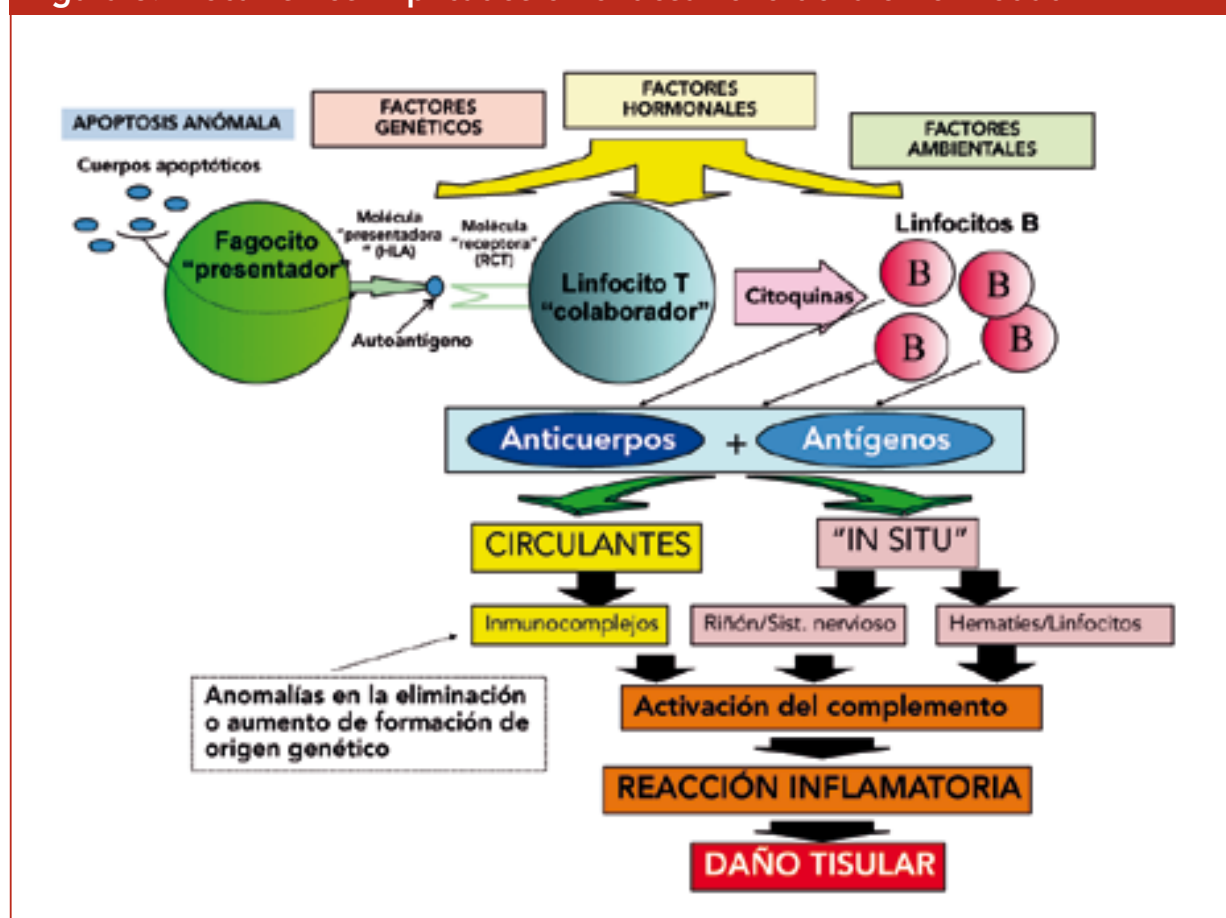 APOPTOSIS ANÓMALA
FACTORES
GENÉTICOS
FACTORES
HORMONALES
FACTORES
AMBIENTALES
Cuerpos apoptóticos
Fagocito
"presentador"
Molécula
"presentadora
" (HLA)
Molécula
"receptora"
(RCT)
Autoantígeno
Linfocito T
"colaborador"
Citoquinas
Linfocitos B
B
B
B
B
Anticuerpos + Antígenos
CIRCULANTES
"IN SITU"
Inmunocomplejos
Riñón/Sist. nervioso
Hematíes/Linfocitos
Anomalías en la eliminación
o aumento de formación de
origen genético
Activación del complemento
REACCIÓN INFLAMATORIA
DAÑO TISULAR